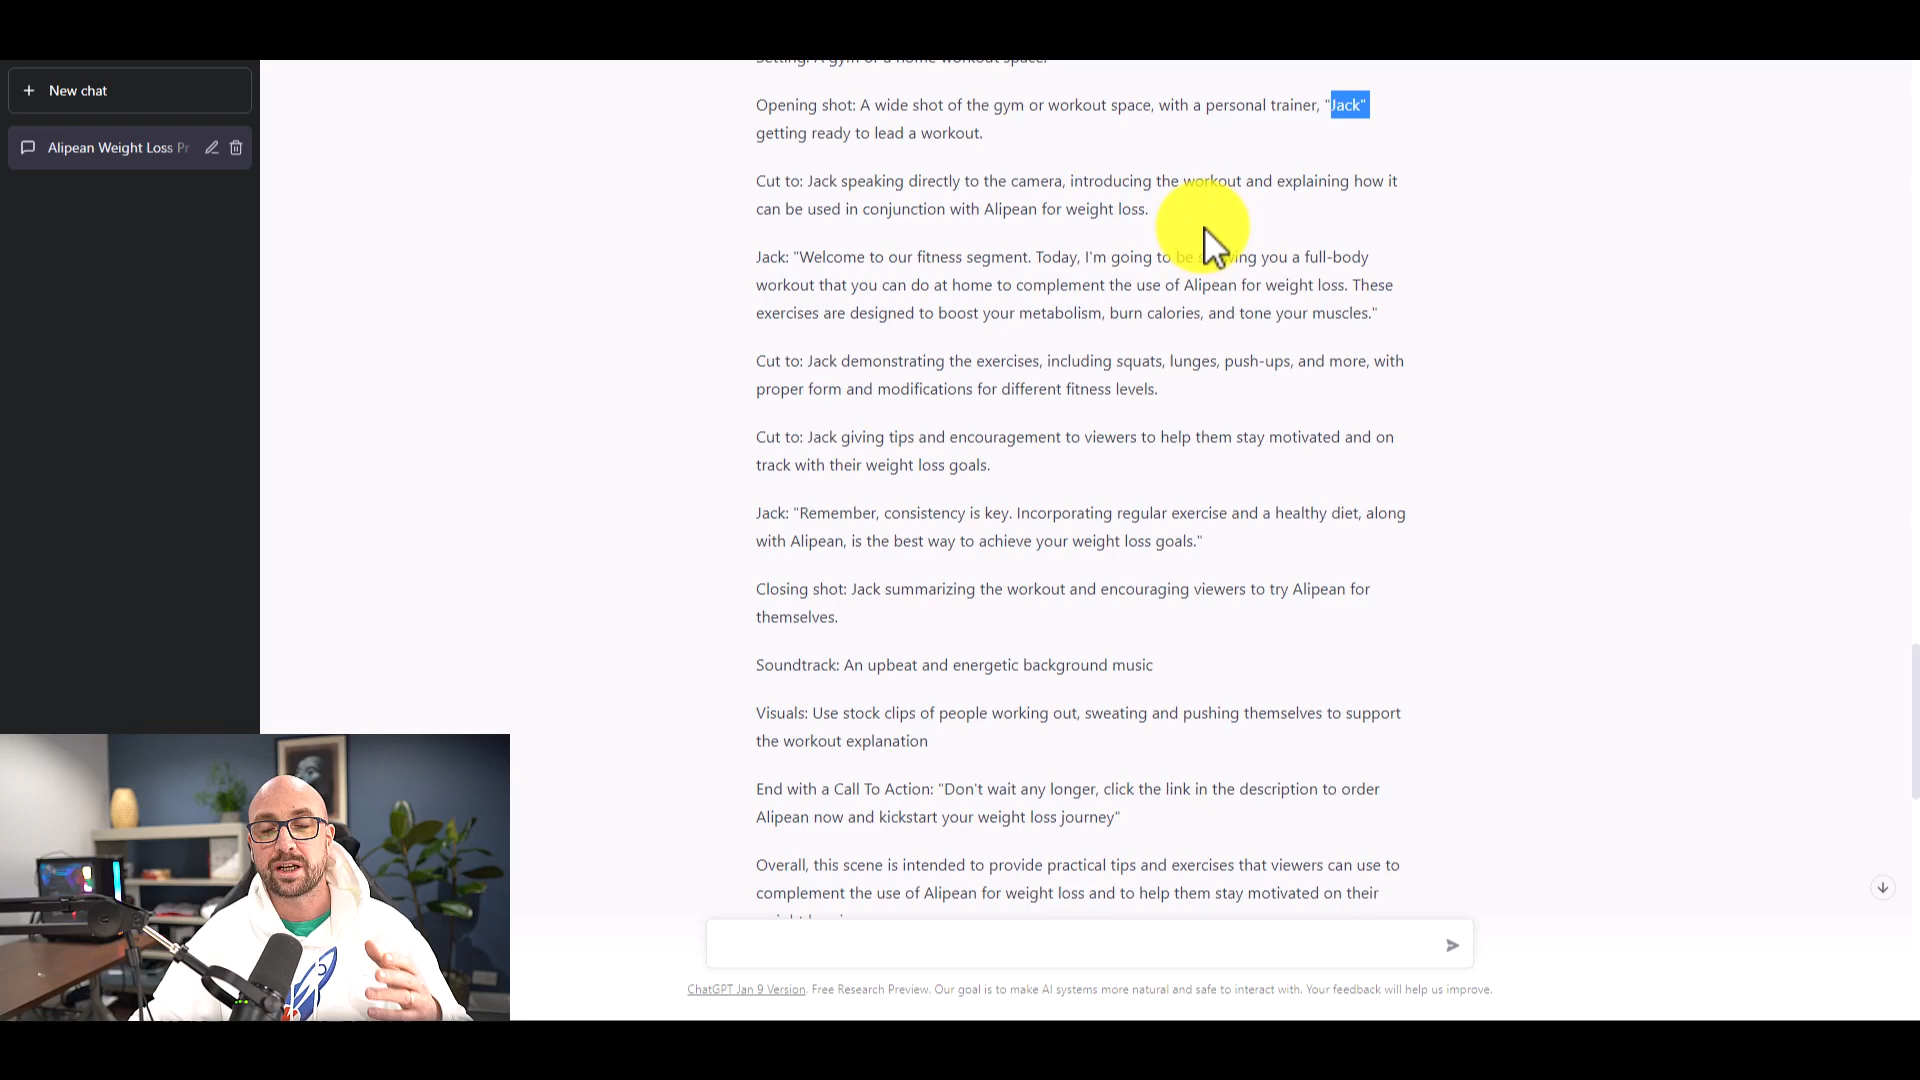 New chat
Alipean Weight Loss Pr
Setting: A gym or a home workout space.
Opening shot: A wide shot of the gym or workout space, with a personal trainer, "Jack"
getting ready to lead a workout.
Cut to: Jack speaking directly to the camera, introducing the workout and explaining how it
can be used in conjunction with Alipean for weight loss.
Jack: "Welcome to our fitness segment. Today, I'm going to be you a full-body
workout that you can do at home to complement the use of Alipean for weight loss. These
exercises are designed to boost your metabolism, burn calories, and tone your muscles."
Cut to: Jack demonstrating the exercises, including squats, lunges, push-ups, and more, with
proper form and modifications for different fitness levels.
Cut to: Jack giving tips and encouragement to viewers to help them stay motivated and on
track with their weight loss goals.
Jack: "Remember, consistency is key. Incorporating regular exercise and a healthy diet, along
with Alipean, is the best way to achieve your weight loss goals."
Closing shot: Jack summarizing the workout and encouraging viewers to try Alipean for
themselves.
Soundtrack: An upbeat and energetic background music
Visuals: Use stock clips of people working out, sweating and pushing themselves to support
the workout explanation
End with a Call To Action: "Don't wait any longer, click the link in the description to order
Alipean now and kickstart your weight loss journey"
Overall, this scene is intended to provide practical tips and exercises that viewers can use to
complement the use of Alipean for weight loss and to help them stay motivated on their
ChatGPT Jan 9 Version. Free Research Preview. Our goal is to make AI systems more natural and safe to interact with. Your feedback will help us improve.